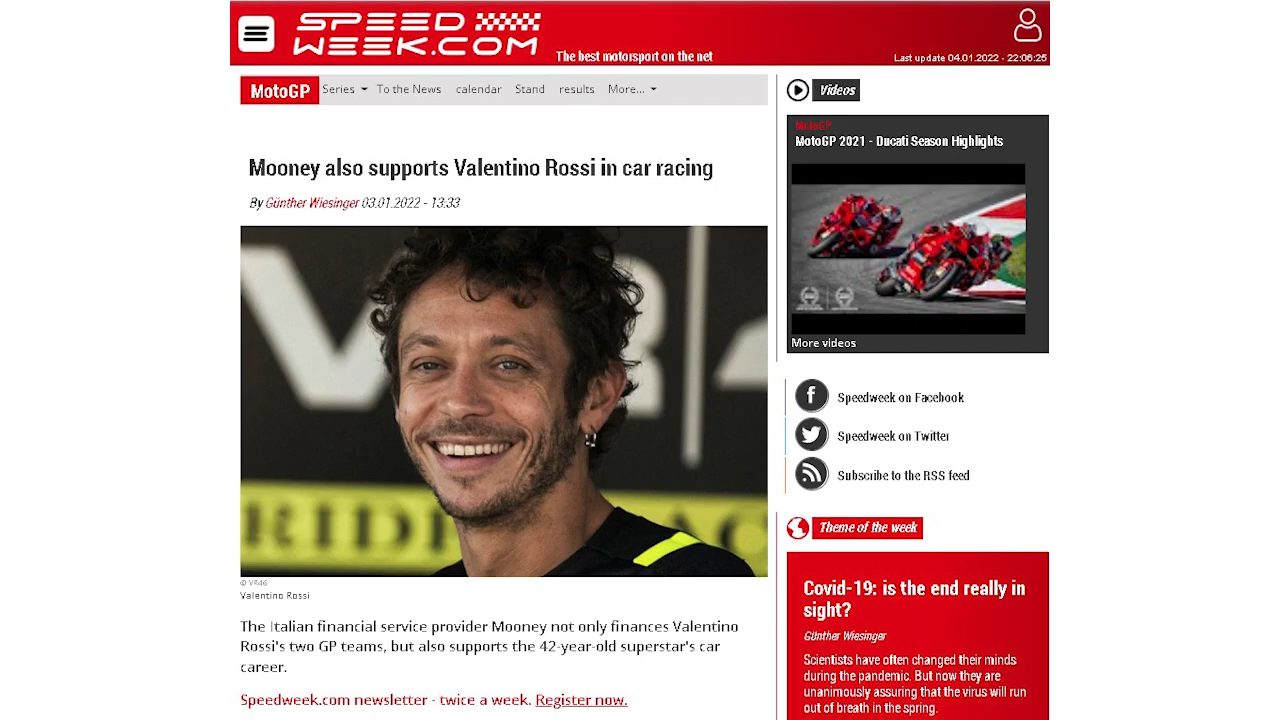 SPEED
WEEK.COM
The best motorsport on the net
Last update 04.01.2022 - 22:06:25
MotoGP Series To the News calendar Stand results More...
Mooney also supports Valentino Rossi in car racing
By Günther Wiesinger 03.01.2022 - 13:33
VR46
RIDE
© VR46
Valentino Rossi
The Italian financial service provider Mooney not only finances Valentino
Rossi's two GP teams, but also supports the 42-year-old superstar's car
career.
Speedweek.com newsletter - twice a week. Register now.
Videos
MotoGP
MotoGP 2021 - Ducati Season Highlights
More videos
Speedweek on Facebook
Speedweek on Twitter
Subscribe to the RSS feed
Theme of the week
Covid-19: is the end really in
sight?
Günther Wiesinger
Scientists have often changed their minds
during the pandemic. But now they are
unanimously assuring that the virus will run
out of breath in the spring.